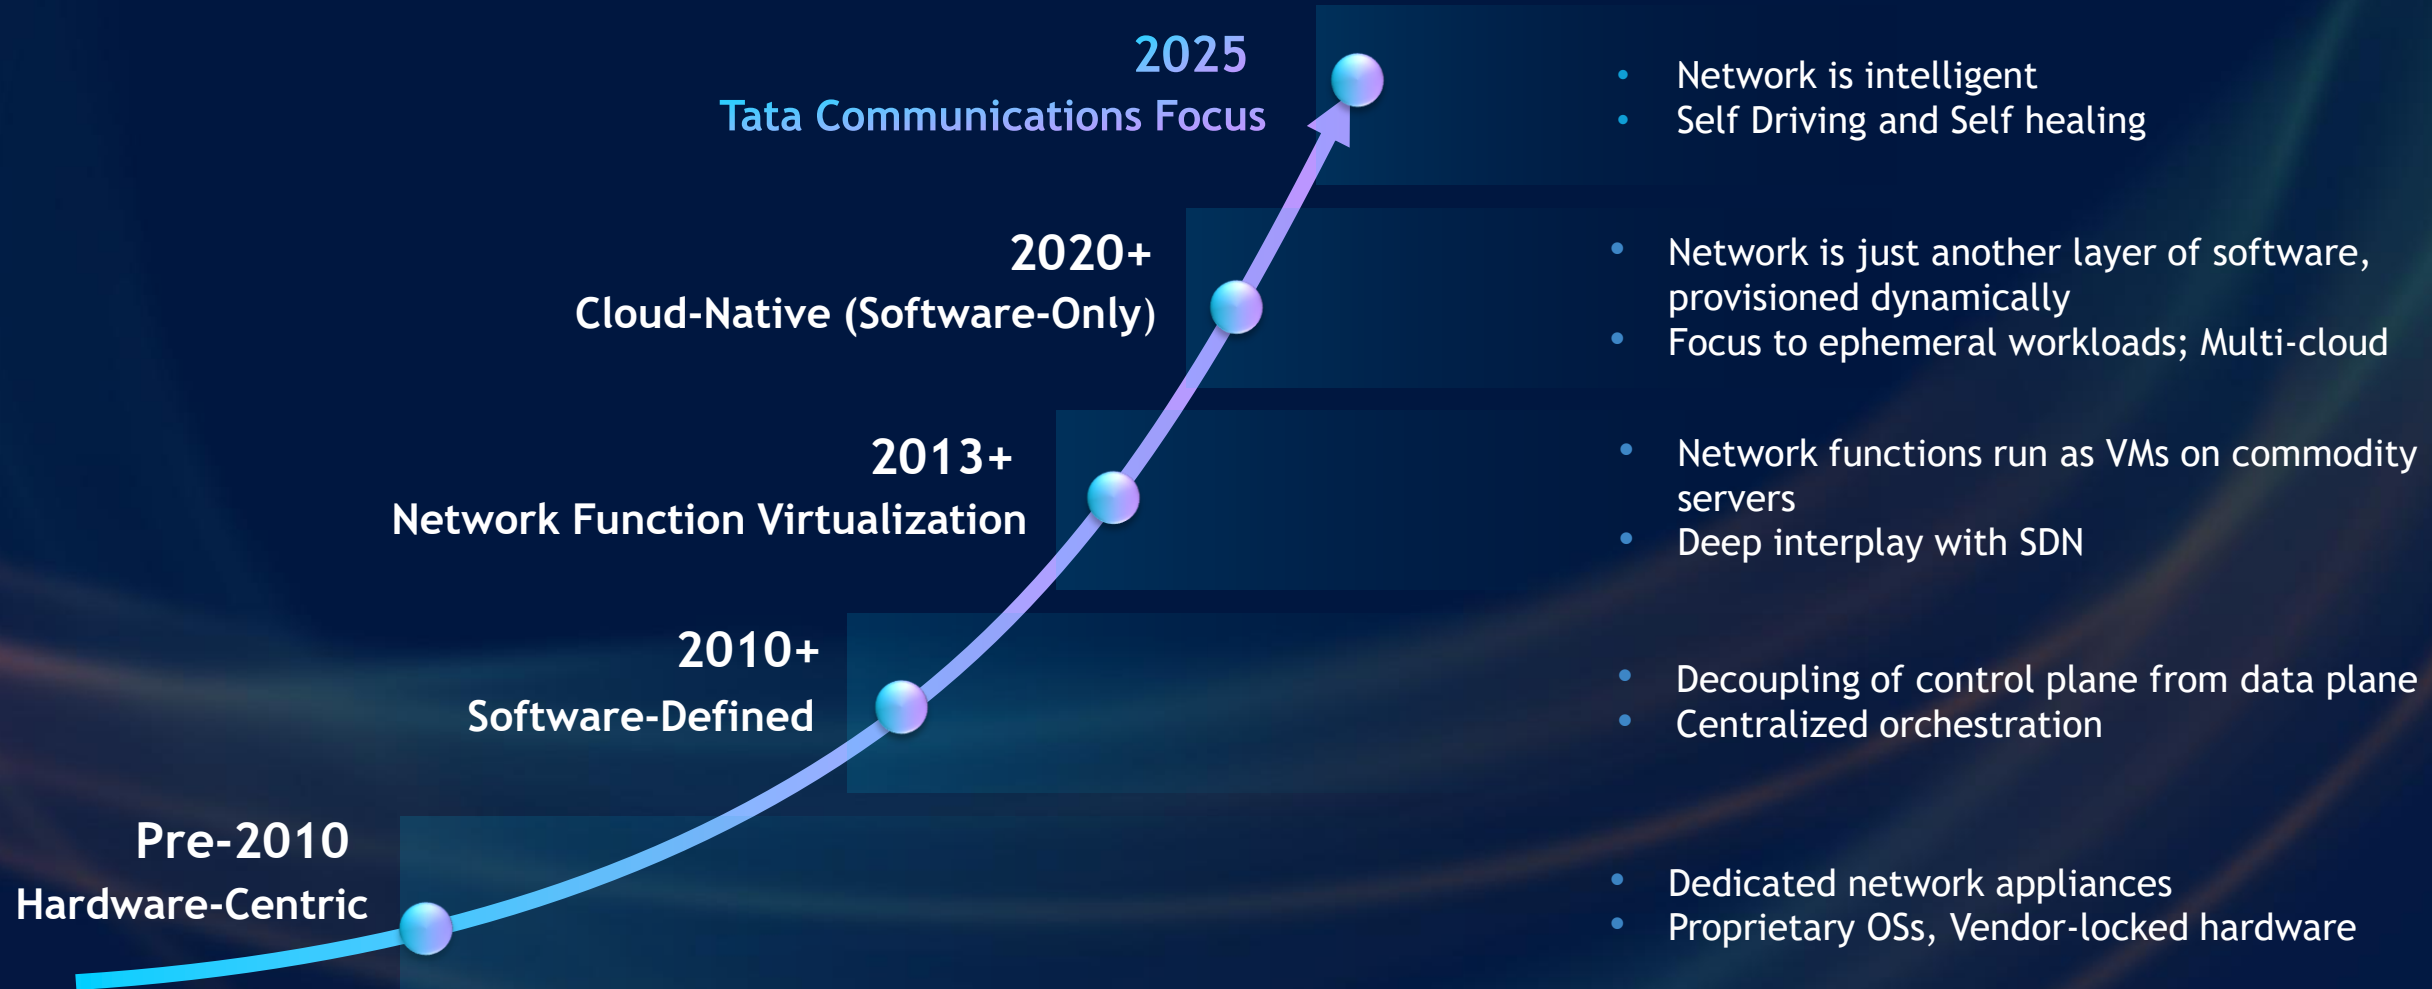 2025
Tata Communications Focus
• Network is intelligent
• Self Driving and Self healing
2020+
Cloud-Native (Software-Only)
• Network is just another layer of software,
provisioned dynamically
• Focus to ephemeral workloads; Multi-cloud
2013+
Network Function Virtualization
• Network functions run as VMs on commodity
servers
• Deep interplay with SDN
2010+
Software-Defined
• Decoupling of control plane from data plane
• Centralized orchestration
Pre-2010
Hardware-Centric
• Dedicated network appliances
• Proprietary OSs, Vendor-locked hardware